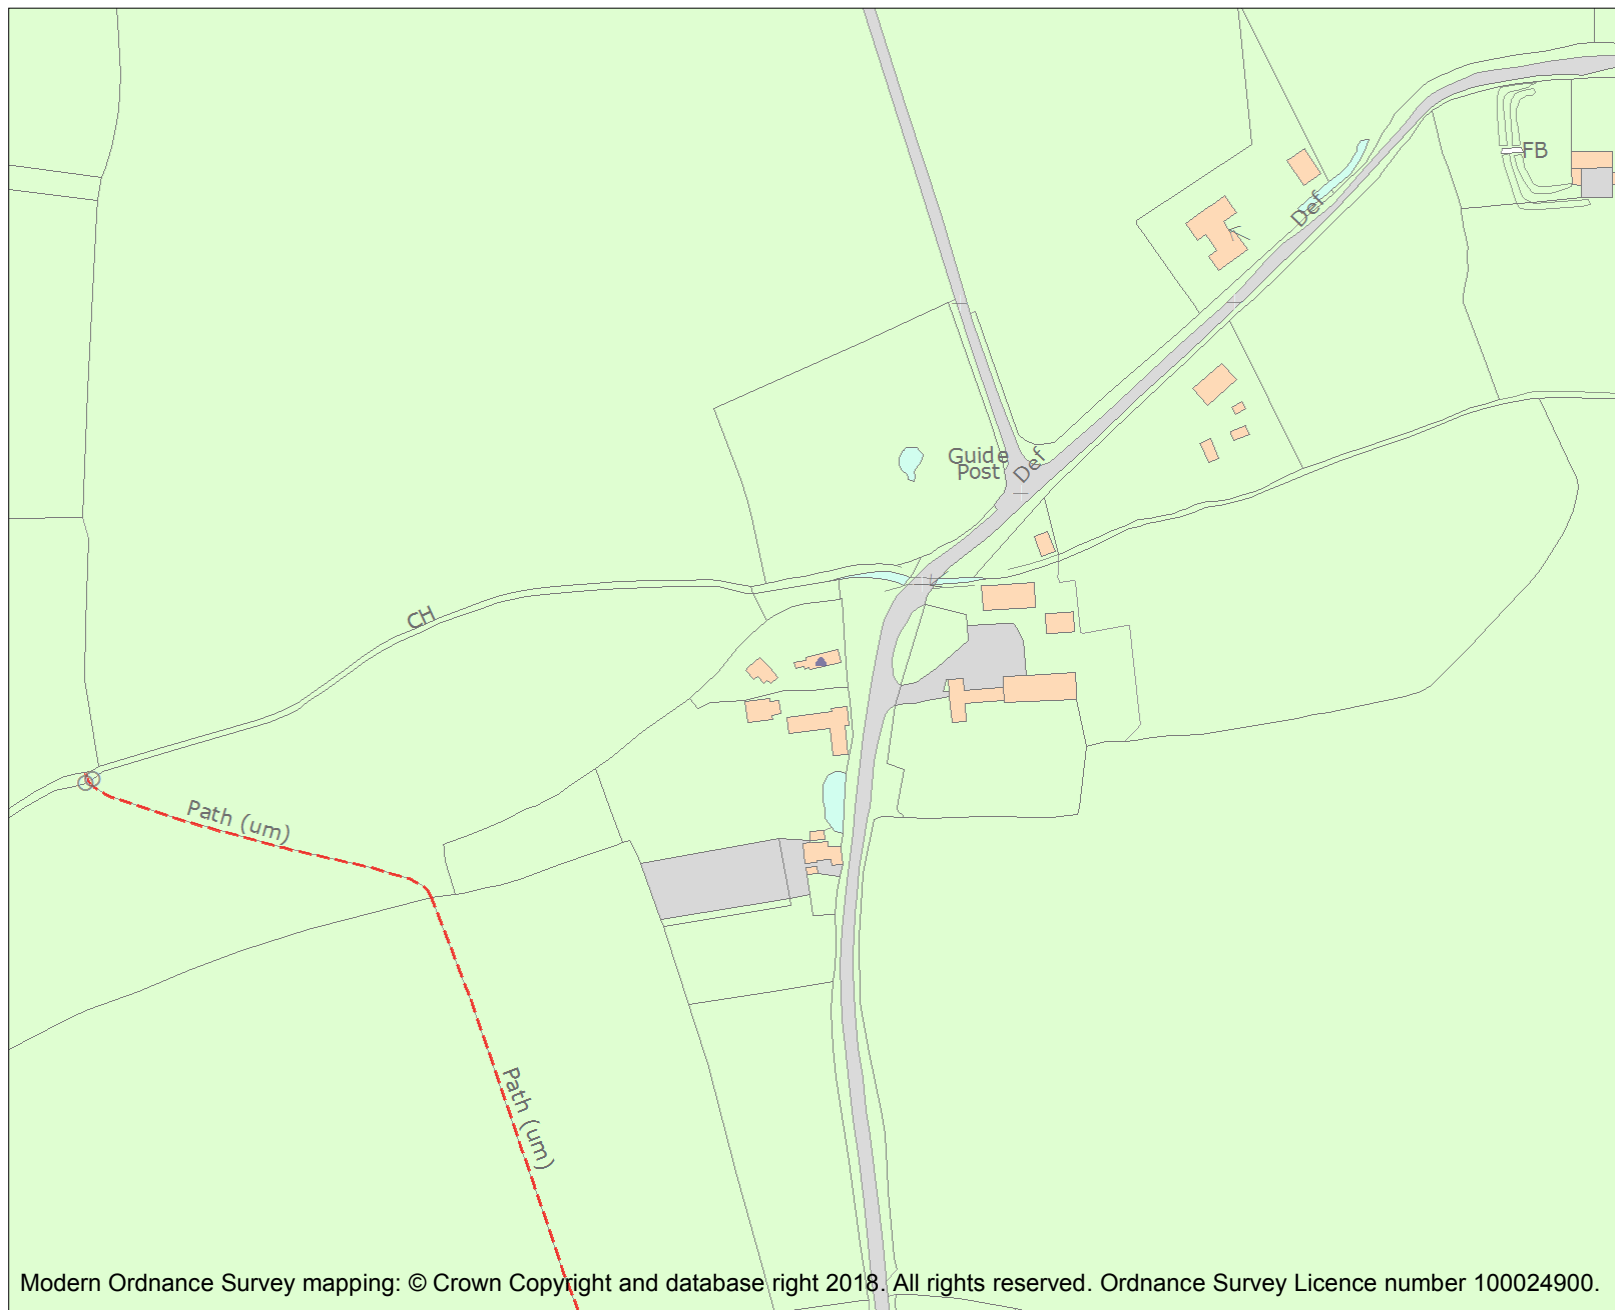 FB
Def
Guide
Post
Def
CH
Path (um)
Path (um)
Modern Ordnance Survey mapping: © Crown Copyright and database right 2018. All rights reserved. Ordnance Survey Licence number 100024900.